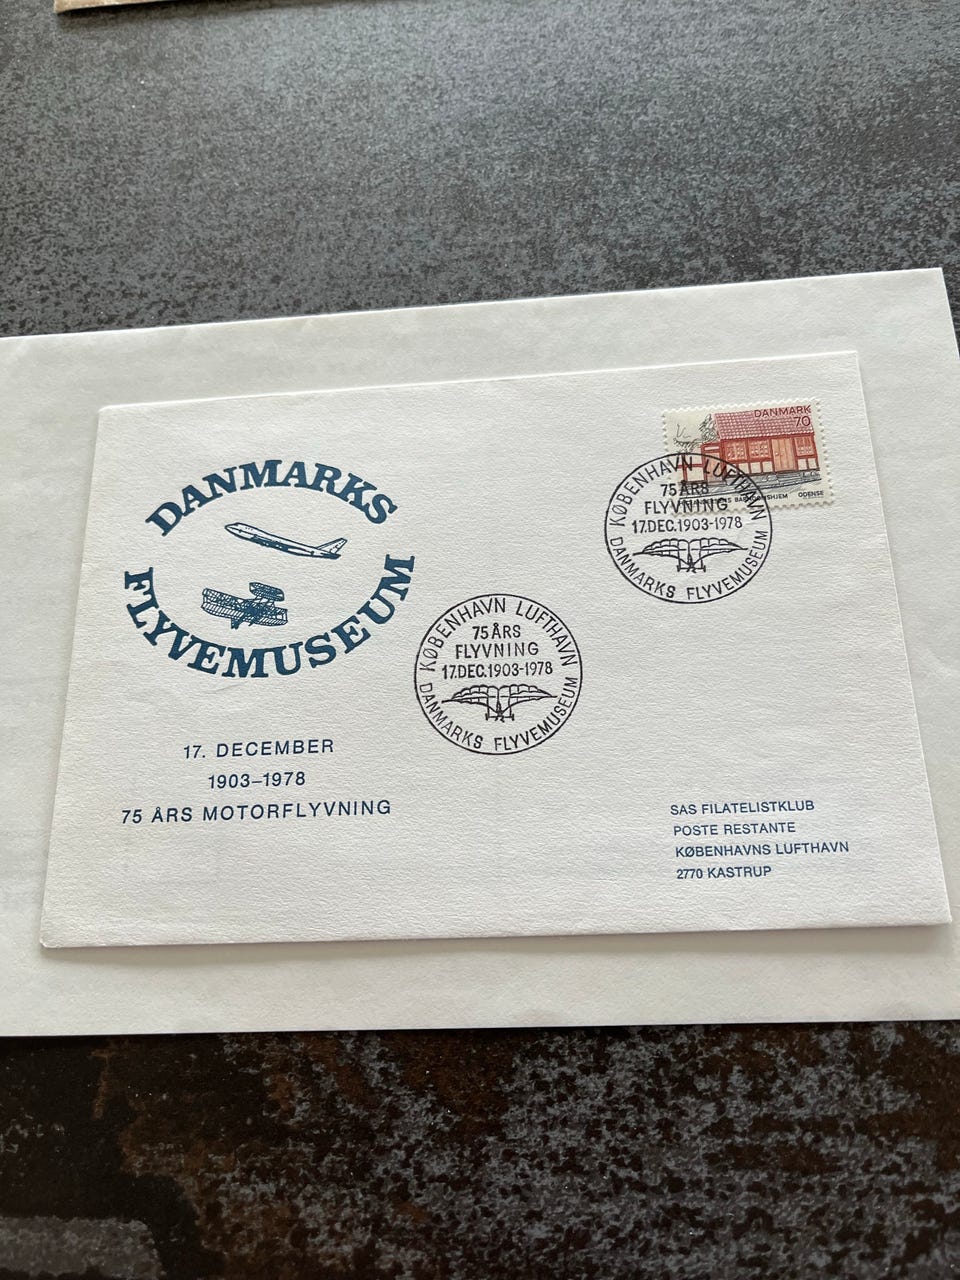 DANMARKS
FLYVEMUSEUM
17. DECEMBER
1903–1978
75 ÅRS MOTORFLYVNING
DANMARK
70
BARNDOMSHJEM ODENSE
KØBENHAVN LUFTHAVN
75 ÅRS
FLYVNING
17.DEC.1903-1978
DANMARKS FLYVEMUSEUM
KØBENHAVN LUFTHAVN
75 ÅRS
FLYVNING
17.DEC.1903-1978
DANMARKS FLYVEMUSEUM
SAS FILATELISTKLUB
POSTE RESTANTE
KØBENHAVNS LUFTHAVN
2770 KASTRUP